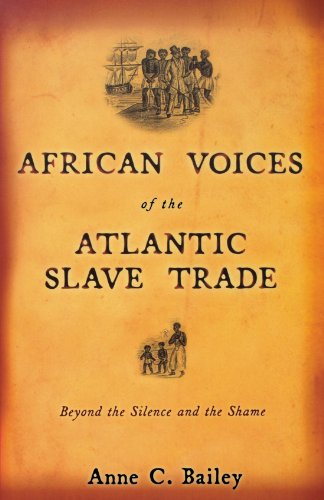 AFRICAN VOICES
of the
ATLANTIC
SLAVE TRADE
Beyond the Silence and the Shame
Anne C. Bailey